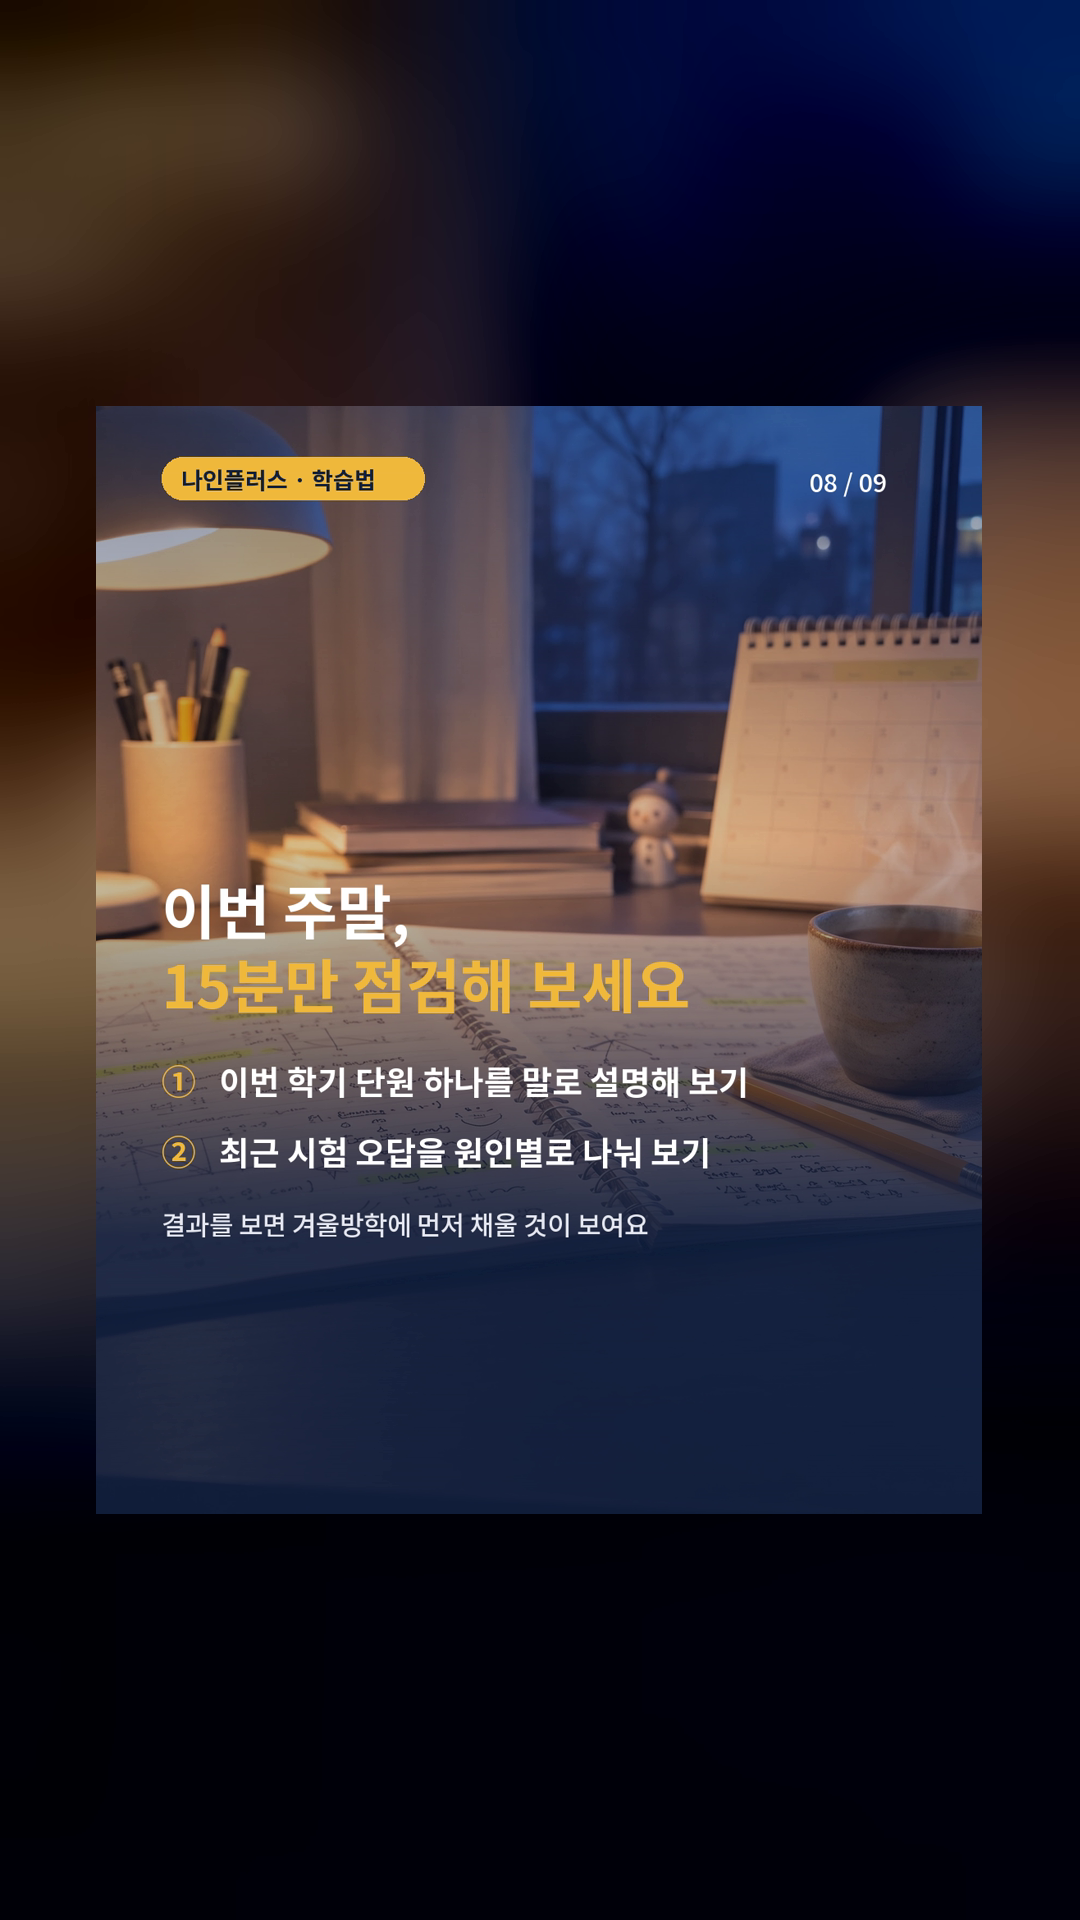 나인플러스 · 학습법
08 / 09
이번 주말,
15분만 점검해 보세요
① 이번 학기 단원 하나를 말로 설명해 보기
② 최근 시험 오답을 원인별로 나눠 보기
결과를 보면 겨울방학에 먼저 채울 것이 보여요